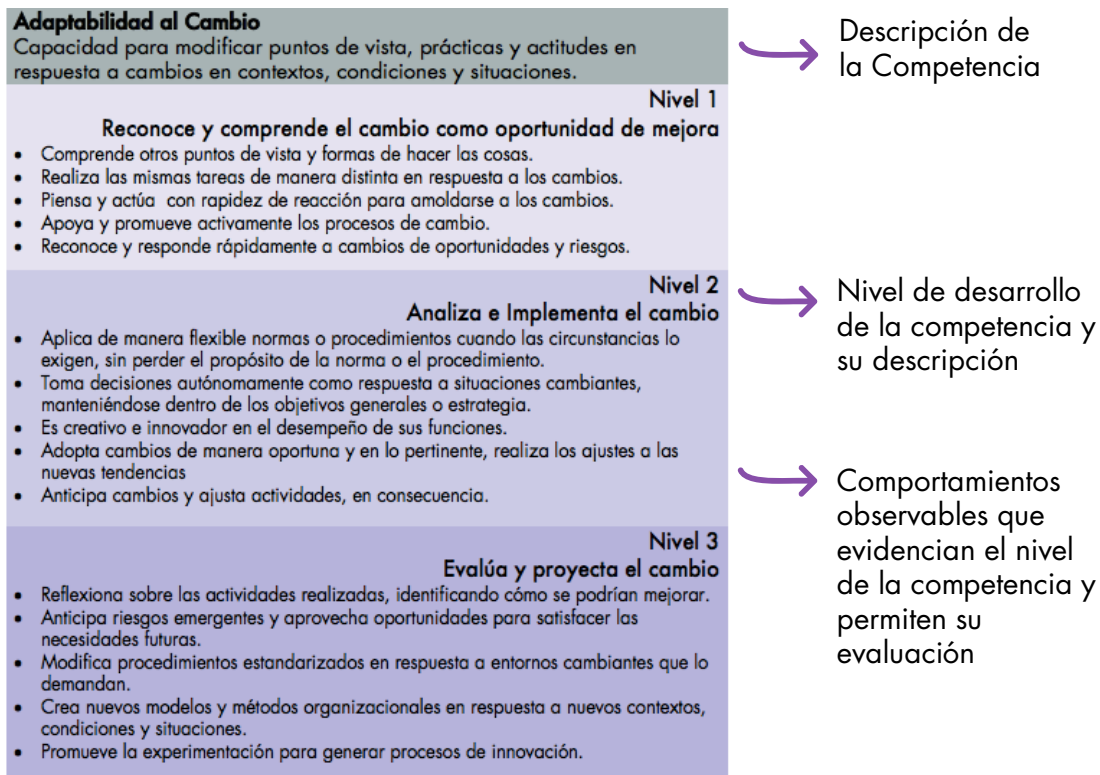 Adaptabilidad al Cambio
Capacidad para modificar puntos de vista, prácticas y actitudes en
respuesta a cambios en contextos, condiciones y situaciones.
Nivel 1
Reconoce y comprende el cambio como oportunidad de mejora
• Comprende otros puntos de vista y formas de hacer las cosas.
• Realiza las mismas tareas de manera distinta en respuesta a los cambios.
• Piensa y actúa con rapidez de reacción para amoldarse a los cambios.
• Apoya y promueve activamente los procesos de cambio.
• Reconoce y responde rápidamente a cambios de oportunidades y riesgos.
Nivel 2
Analiza e Implementa el cambio
• Aplica de manera flexible normas o procedimientos cuando las circunstancias lo
exigen, sin perder el propósito de la norma o el procedimiento.
• Toma decisiones autónomamente como respuesta a situaciones cambiantes,
manteniéndose dentro de los objetivos generales o estrategia.
• Es creativo e innovador en el desempeño de sus funciones.
• Adopta cambios de manera oportuna y en lo pertinente, realiza los ajustes a las
nuevas tendencias
• Anticipa cambios y ajusta actividades, en consecuencia.
Nivel 3
Evalúa y proyecta el cambio
• Reflexiona sobre las actividades realizadas, identificando cómo se podrían mejorar.
• Anticipa riesgos emergentes y aprovecha oportunidades para satisfacer las
necesidades futuras.
• Modifica procedimientos estandarizados en respuesta a entornos cambiantes que lo
demandan.
• Crea nuevos modelos y métodos organizacionales en respuesta a nuevos contextos,
condiciones y situaciones.
• Promueve la experimentación para generar procesos de innovación.
Descripción de
la Competencia
Nivel de desarrollo
de la competencia y
su descripción
Comportamientos
observables que
evidencian el nivel
de la competencia y
permiten su
evaluación